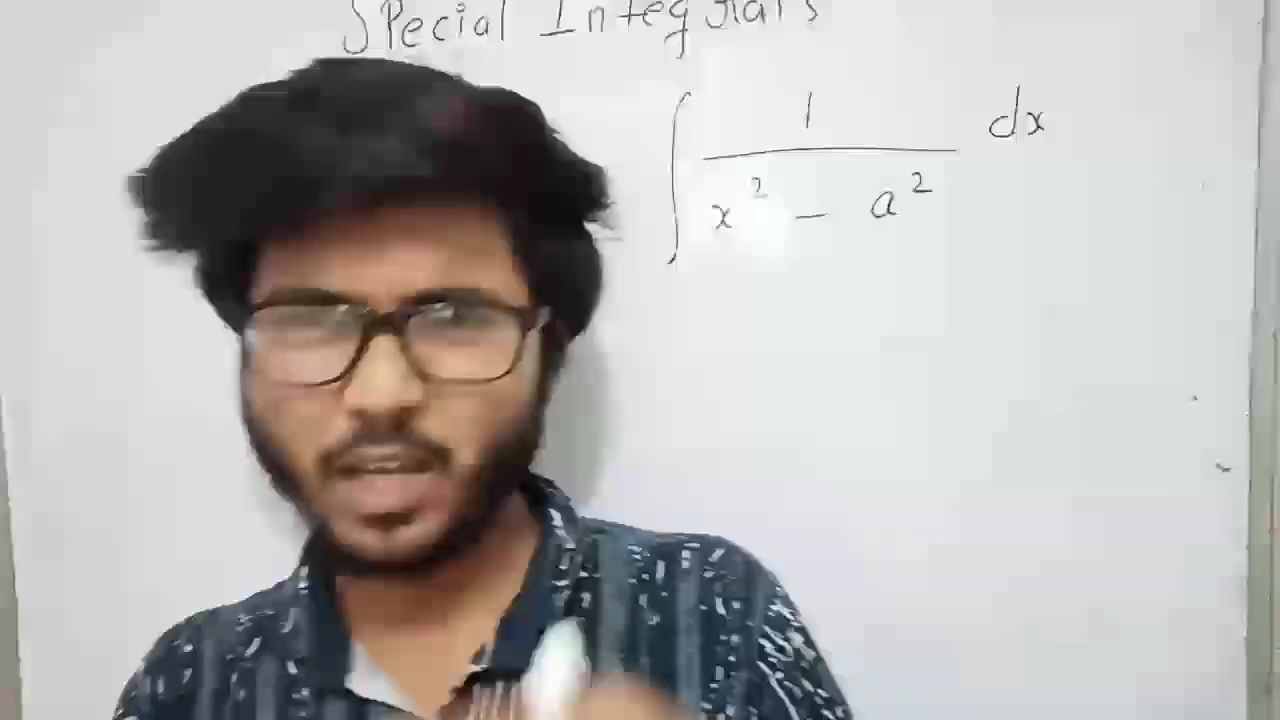 Special Integrals
∫ 1 / (x² - a²) dx